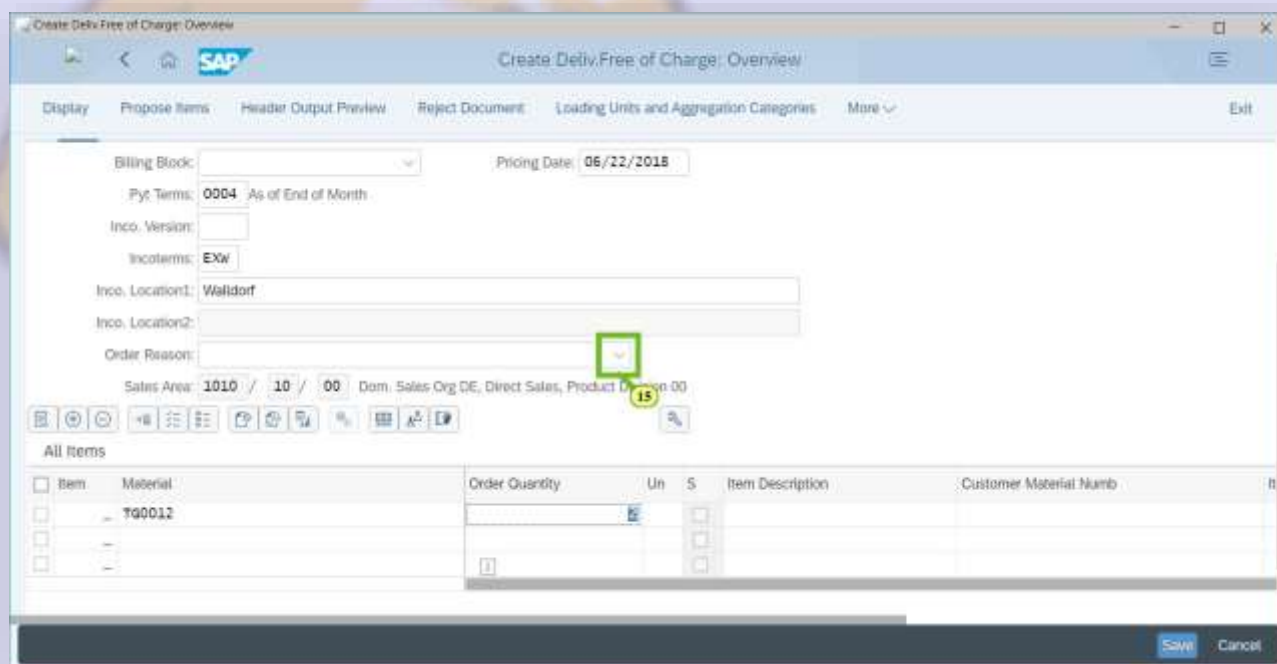 Create Deliv.Free of Charge: Overview
SAP Create Deliv.Free of Charge: Overview
Display Propose Items Header Output Preview Reject Document Loading Units and Aggregation Categories More Exit
Billing Block: Pricing Date: 06/22/2018
Pyt Terms: 0004 As of End of Month
Inco. Version:
Incoterms: EXW
Inco. Location1: Walldorf
Inco. Location2:
Order Reason:
Sales Area: 1010 / 10 / 00 Dom. Sales Org DE, Direct Sales, Product Division 00
15
All Items
Item Material Order Quantity Un S Item Description Customer Material Numb It
TG0012
Save Cancel